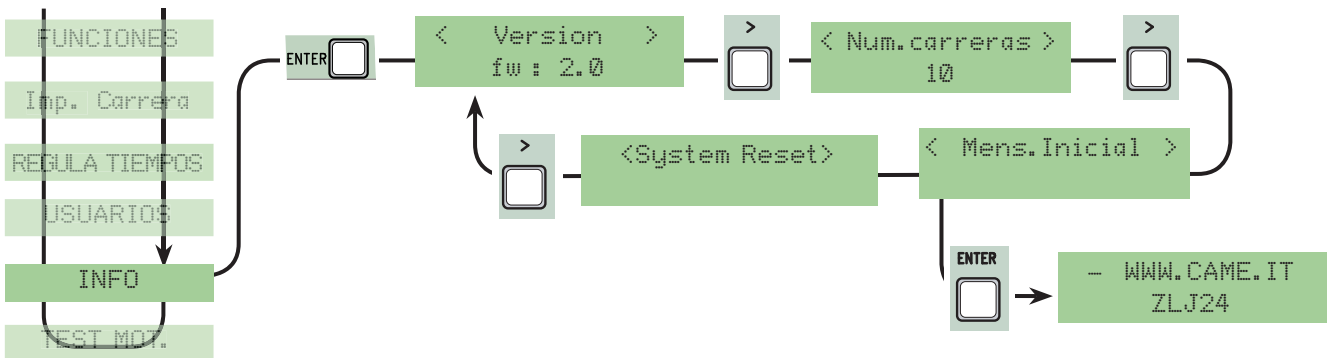 FUNCIONES
Imp. Carrera
REGULA TIEMPOS
USUARIOS
INFO
TEST MOT.
ENTER
< Version >
fw : 2.0
>
< Num.carreras >
10
>
< Mens.Inicial >
<System Reset>
>
ENTER
- WWW.CAME.IT
ZLJ24